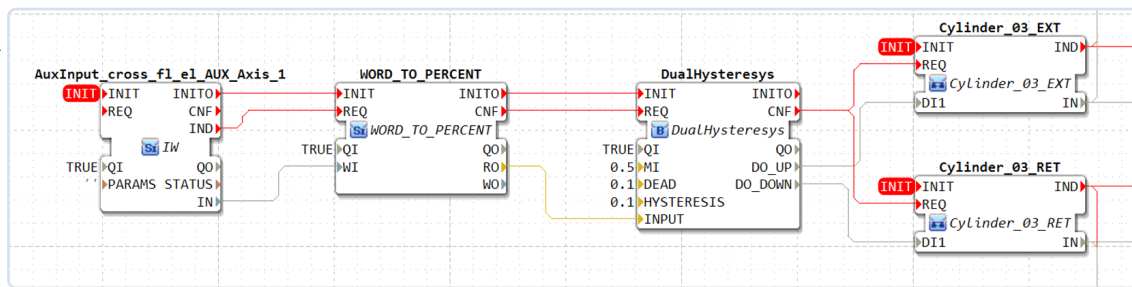 Cylinder_03_EXT
INIT INIT IND
REQ
Cylinder_03_EXT
DI1 IN
AuxInput_cross_fl_el_AUX_Axis_1
INIT INIT INITO
REQ CNF
IND
IW
TRUE QI QO
'' PARAMS STATUS
IN
WORD_TO_PERCENT
INIT INITO
REQ CNF
WORD_TO_PERCENT
TRUE QI QO
WI RO
WO
DualHysteresys
INIT INITO
REQ CNF
DualHysteresys
TRUE QI QO
0.5 MI DO_UP
0.1 DEAD DO_DOWN
0.1 HYSTERESIS
INPUT
Cylinder_03_RET
INIT INIT IND
REQ
Cylinder_03_RET
DI1 IN